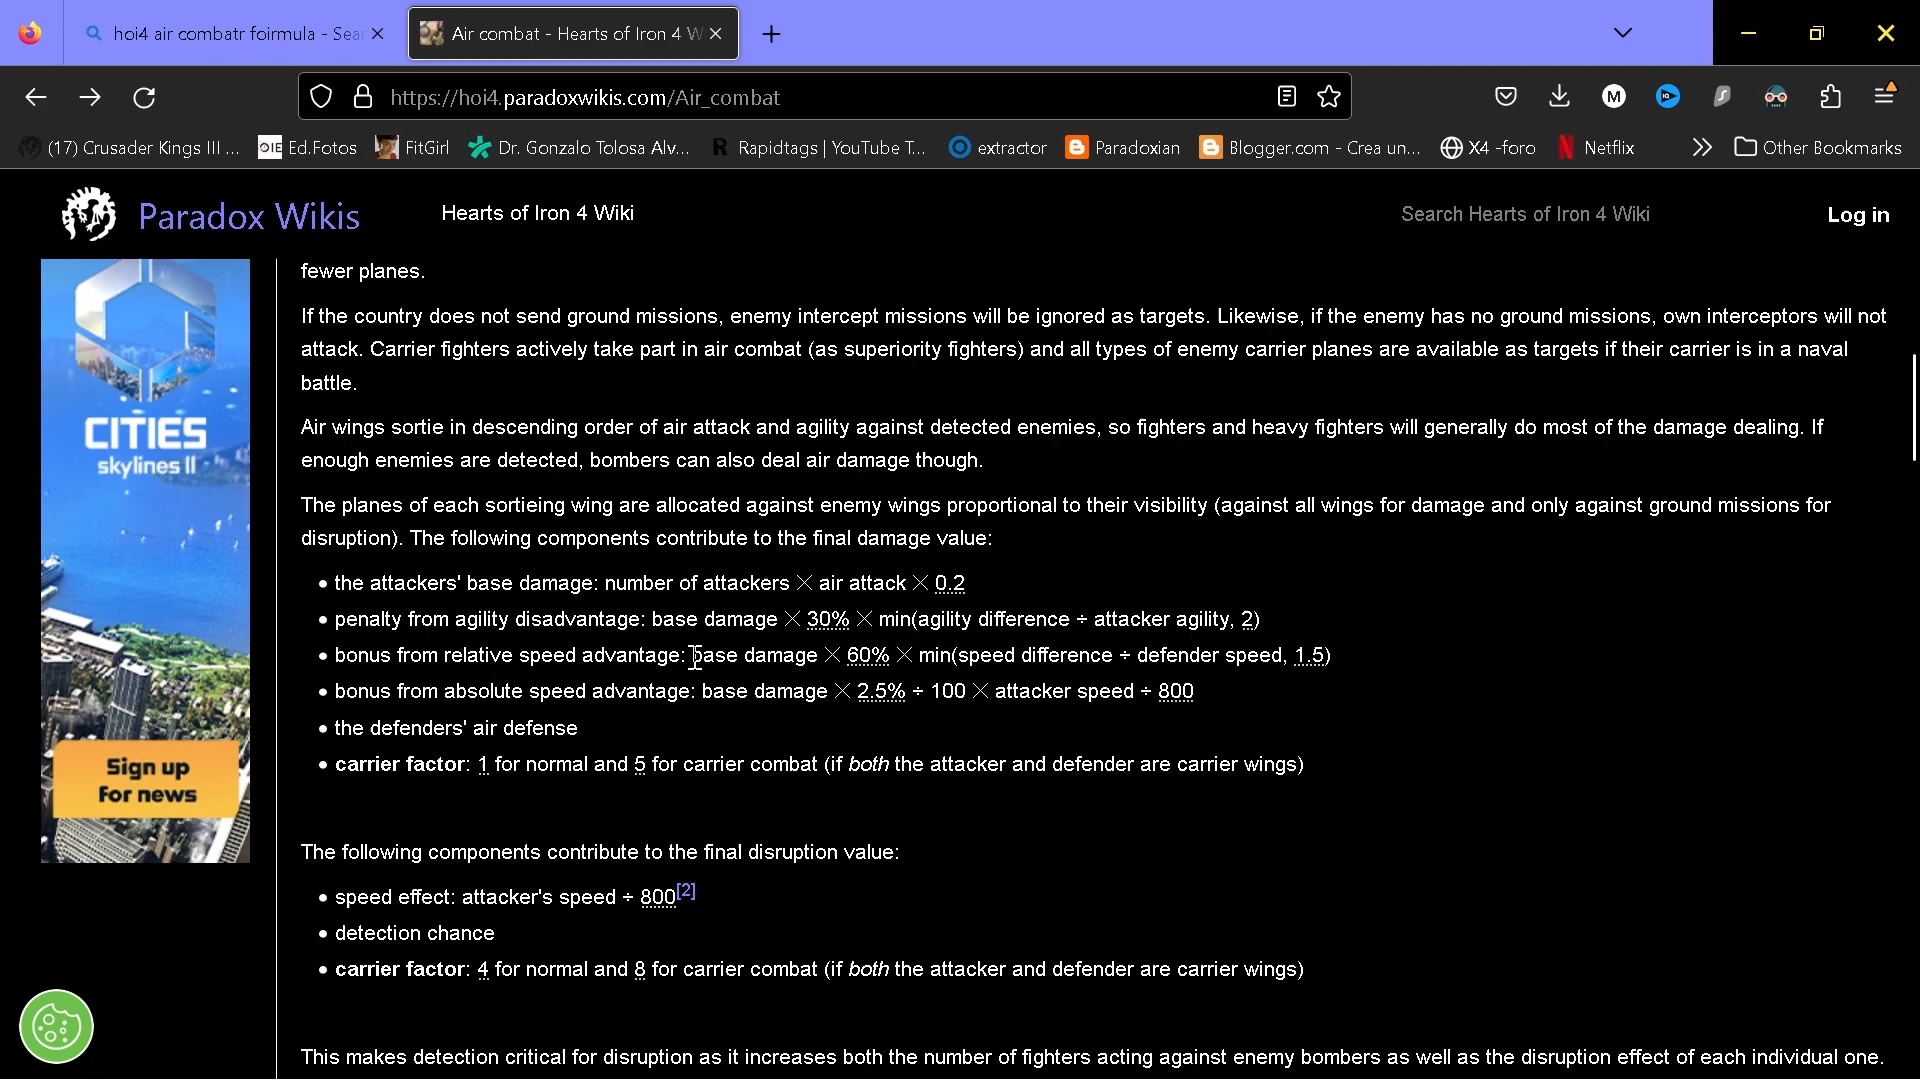 hoi4 air combatr foirmula - Sear
Air combat - Hearts of Iron 4 W
https://hoi4.paradoxwikis.com/Air_combat
(17) Crusader Kings III ...
Ed.Fotos
FitGirl
Dr. Gonzalo Tolosa Alv...
Rapidtags | YouTube T...
extractor
Paradoxian
Blogger.com - Crea un...
X4 -foro
Netflix
Other Bookmarks
Paradox Wikis
Hearts of Iron 4 Wiki
Search Hearts of Iron 4 Wiki
Log in
CITIES
skylines II
Sign up
for news
fewer planes.
If the country does not send ground missions, enemy intercept missions will be ignored as targets. Likewise, if the enemy has no ground missions, own interceptors will not
attack. Carrier fighters actively take part in air combat (as superiority fighters) and all types of enemy carrier planes are available as targets if their carrier is in a naval
battle.
Air wings sortie in descending order of air attack and agility against detected enemies, so fighters and heavy fighters will generally do most of the damage dealing. If
enough enemies are detected, bombers can also deal air damage though.
The planes of each sortieing wing are allocated against enemy wings proportional to their visibility (against all wings for damage and only against ground missions for
disruption). The following components contribute to the final damage value:
• the attackers' base damage: number of attackers × air attack × 0.2
• penalty from agility disadvantage: base damage × 30% × min(agility difference ÷ attacker agility, 2)
• bonus from relative speed advantage: base damage × 60% × min(speed difference ÷ defender speed, 1.5)
• bonus from absolute speed advantage: base damage × 2.5% ÷ 100 × attacker speed ÷ 800
• the defenders' air defense
• carrier factor: 1 for normal and 5 for carrier combat (if both the attacker and defender are carrier wings)
The following components contribute to the final disruption value:
• speed effect: attacker's speed ÷ 800[2]
• detection chance
• carrier factor: 4 for normal and 8 for carrier combat (if both the attacker and defender are carrier wings)
This makes detection critical for disruption as it increases both the number of fighters acting against enemy bombers as well as the disruption effect of each individual one.